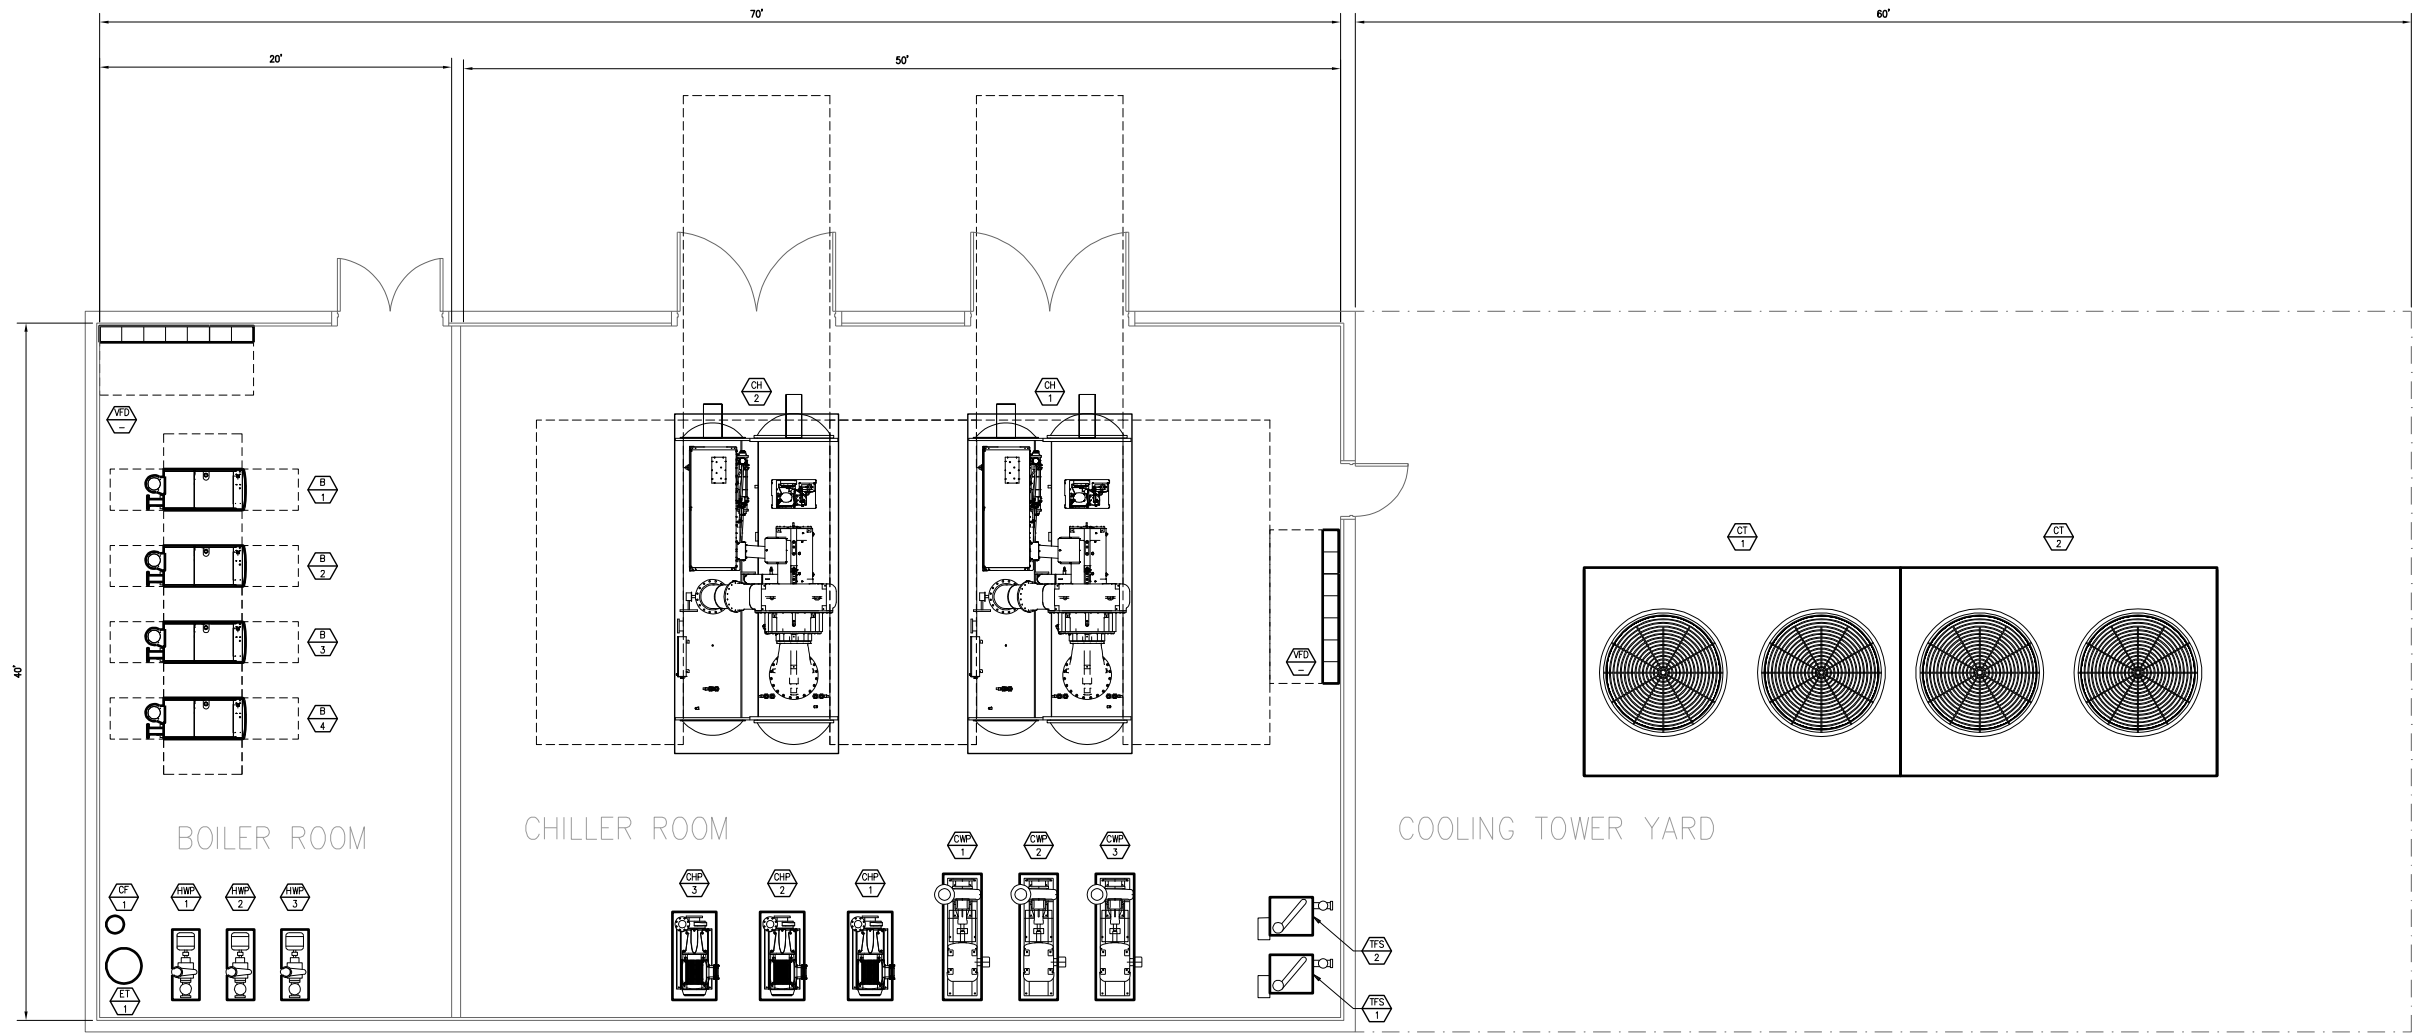 70'
60'
20'
50'
40'
CH
2
CH
1
VFD
–
B
1
B
2
B
3
B
4
CT
1
CT
2
VFD
–
BOILER ROOM
CHILLER ROOM
COOLING TOWER YARD
CWP
1
CWP
2
CWP
3
CHP
3
CHP
2
CHP
1
CF
1
HWP
1
HWP
2
HWP
3
TFS
2
ET
1
TFS
1